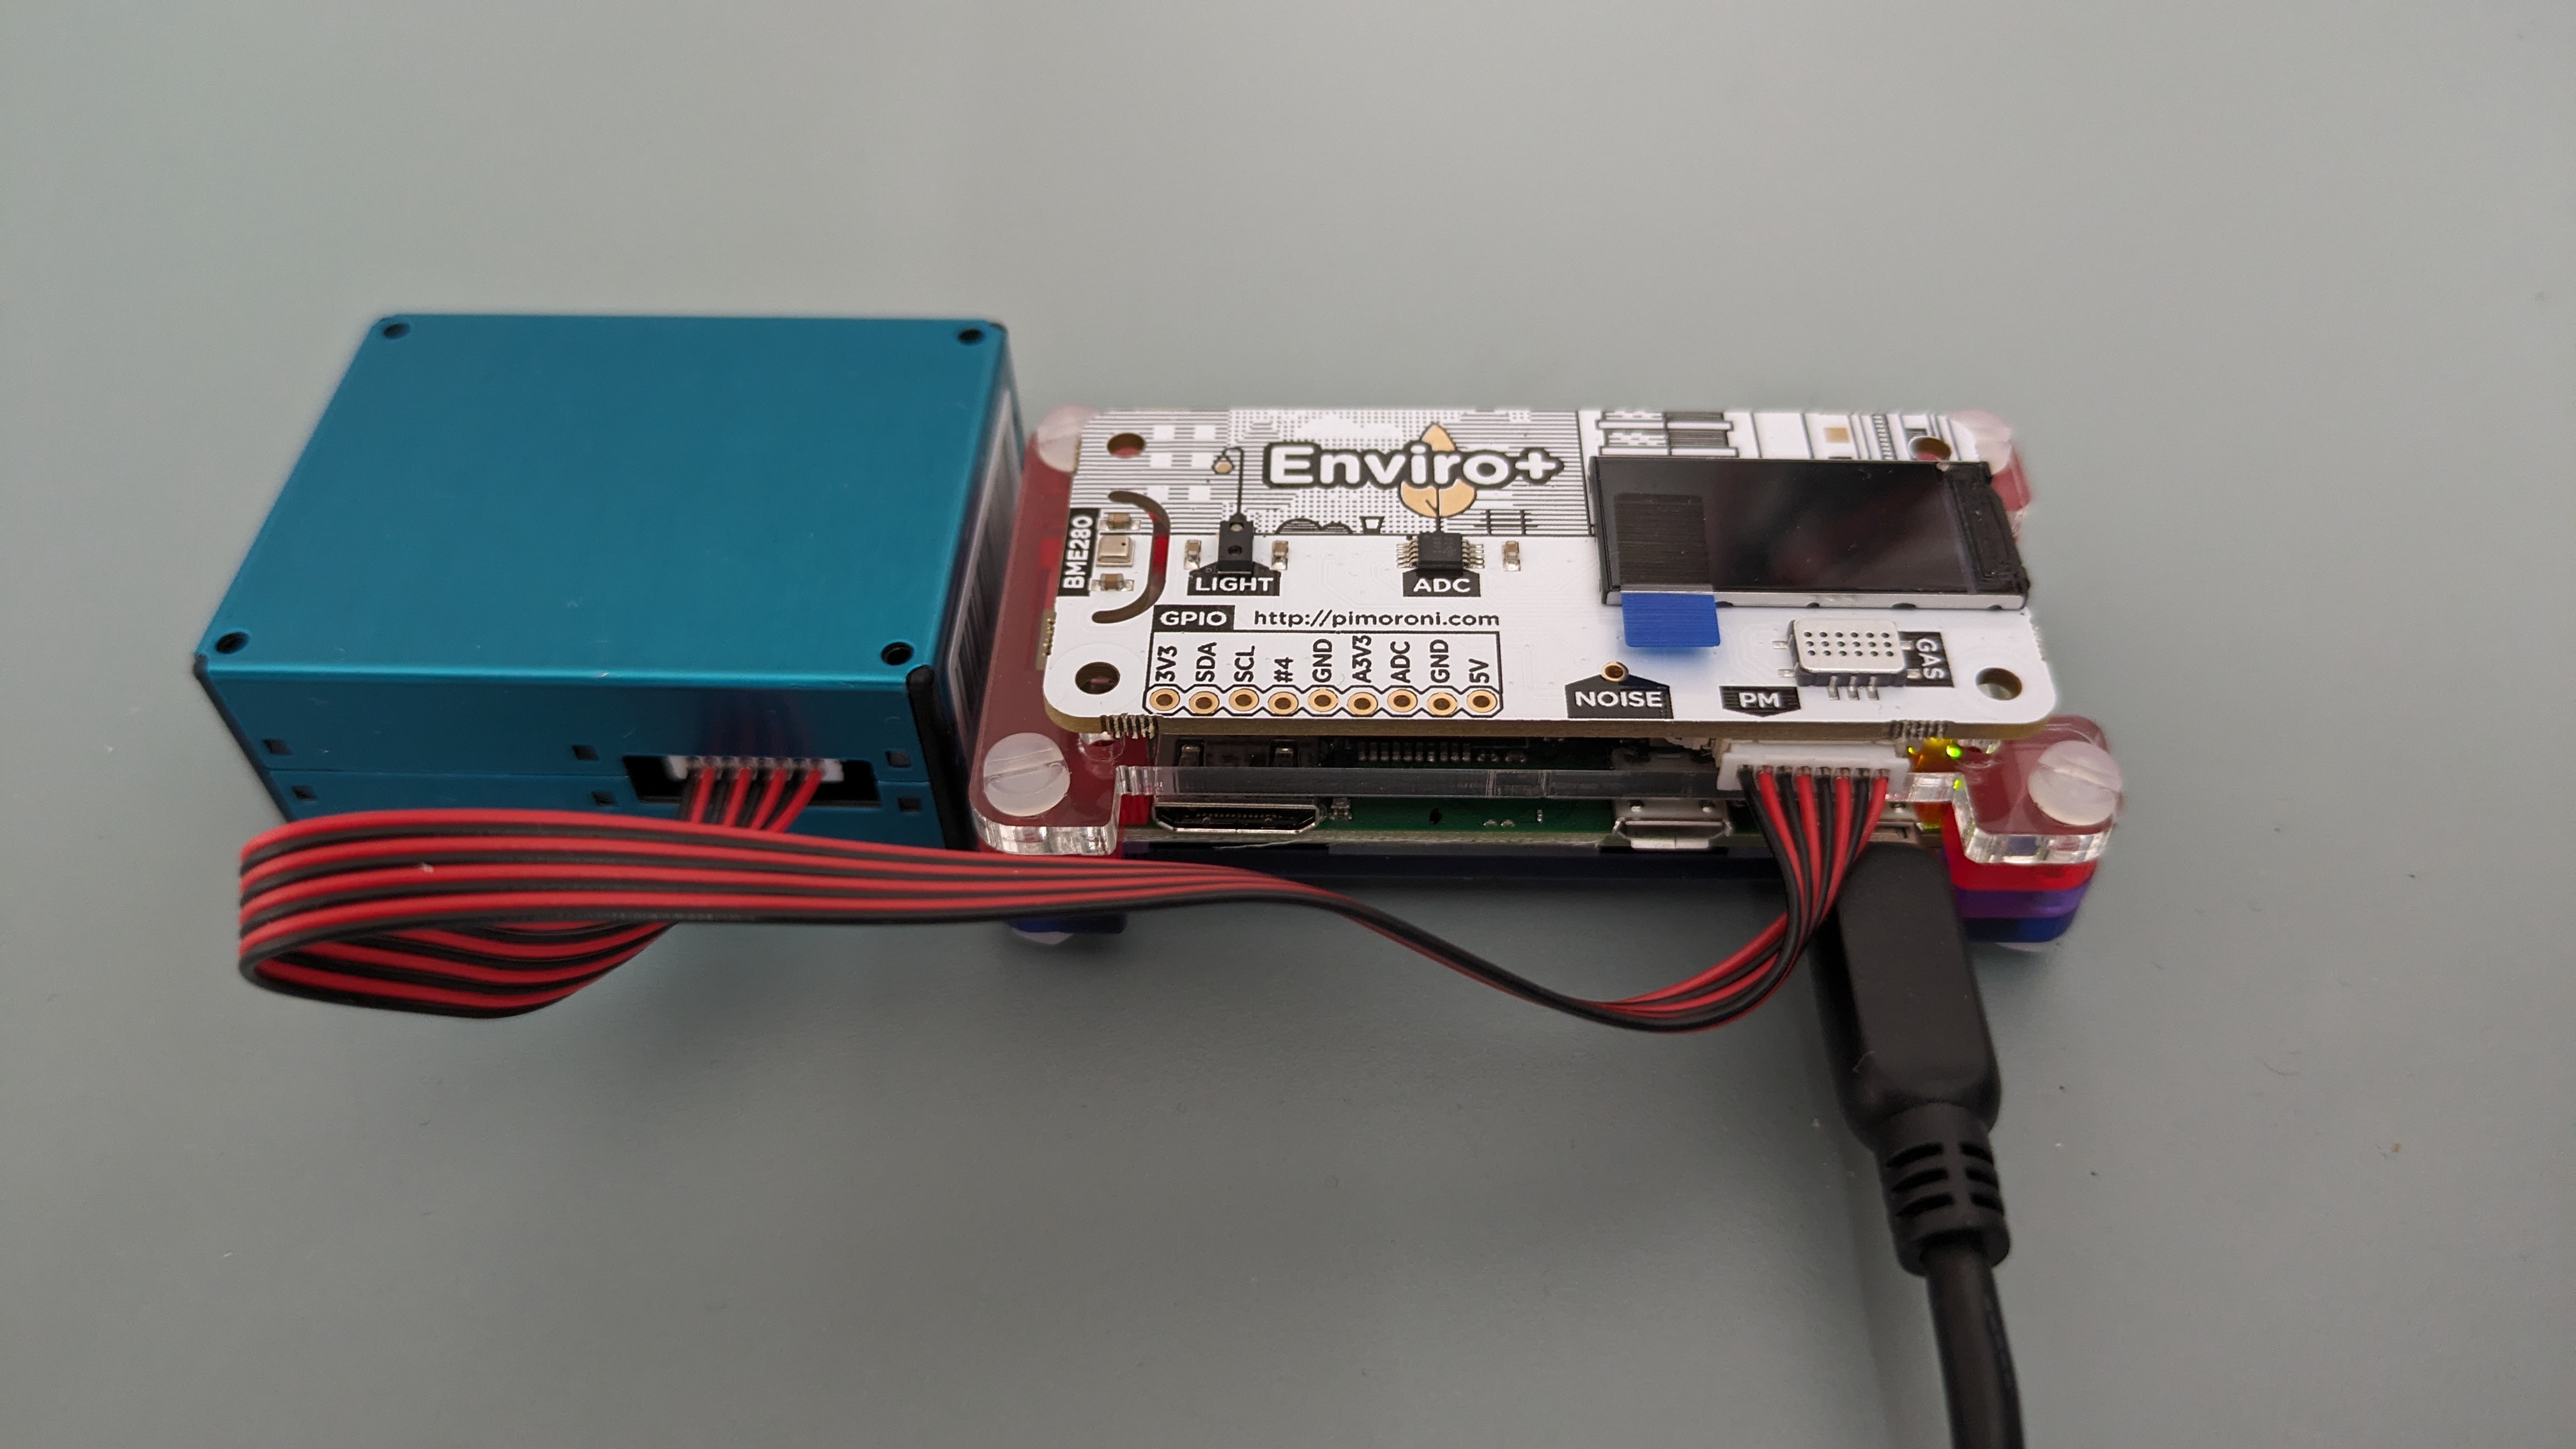 Enviro+
BME280
LIGHT
ADC
GPIO http://pimoroni.com
3V3 SDA SCL #4 GND A3V3 ADC GND 5V
NOISE
PM
GAS